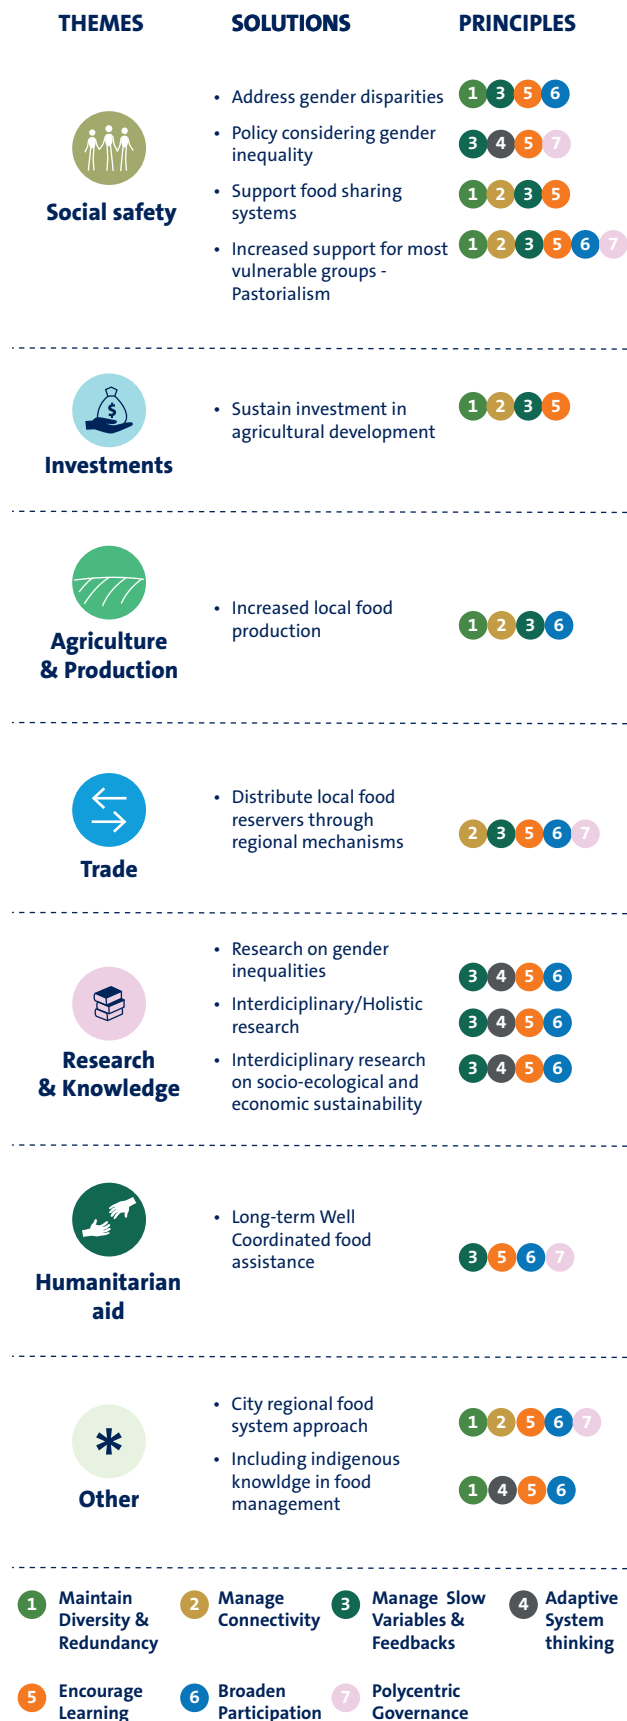 THEMES SOLUTIONS PRINCIPLES
Social safety
• Address gender disparities
1 3 5 6
• Policy considering gender
inequality
3 4 5 7
• Support food sharing
systems
1 2 3 5
• Increased support for most
vulnerable groups -
Pastorialism
1 2 3 5 6 7
$
Investments
• Sustain investment in
agricultural development
1 2 3 5
Agriculture
& Production
• Increased local food
production
1 2 3 6
Trade
• Distribute local food
reservers through
regional mechanisms
2 3 5 6 7
Research
& Knowledge
• Research on gender
inequalities
3 4 5 6
• Interdiciplinary/Holistic
research
3 4 5 6
• Interdiciplinary research
on socio-ecological and
economic sustainability
3 4 5 6
Humanitarian
aid
• Long-term Well
Coordinated food
assistance
3 5 6 7
*
Other
• City regional food
system approach
1 2 5 6 7
• Including indigenous
knowldge in food
management
1 4 5 6
1 Maintain
Diversity &
Redundancy
2 Manage
Connectivity
3 Manage Slow
Variables &
Feedbacks
4 Adaptive
System
thinking
5 Encourage
Learning
6 Broaden
Participation
7 Polycentric
Governance